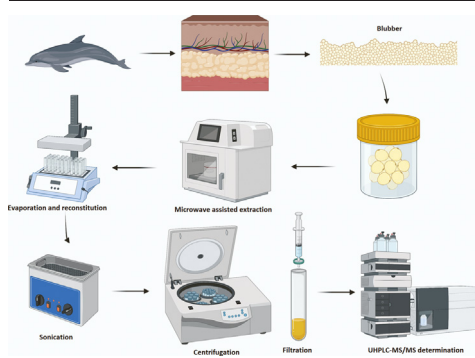 Blubber
Evaporation and reconstitution
Microwave assisted extraction
Sonication
Centrifugation
Filtration
UHPLC-MS/MS determination